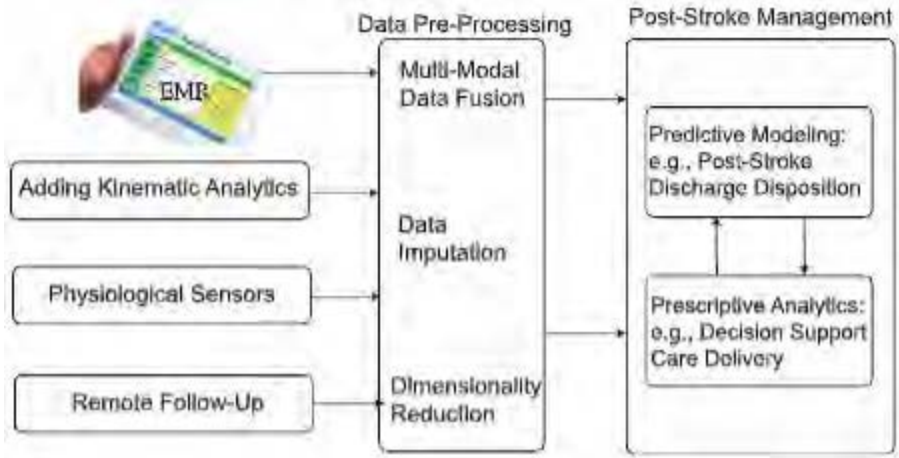 Data Pre-Processing
Post-Stroke Management
EMR
Multi-Modal
Data Fusion
Predictive Modeling:
e.g., Post-Stroke
Discharge Disposition
Adding Kinematic Analytics
Data
Imputation
Physiological Sensors
Prescriptive Analytics:
e.g., Decision Support
Care Delivery
Remote Follow-Up
Dimensionality
Reduction